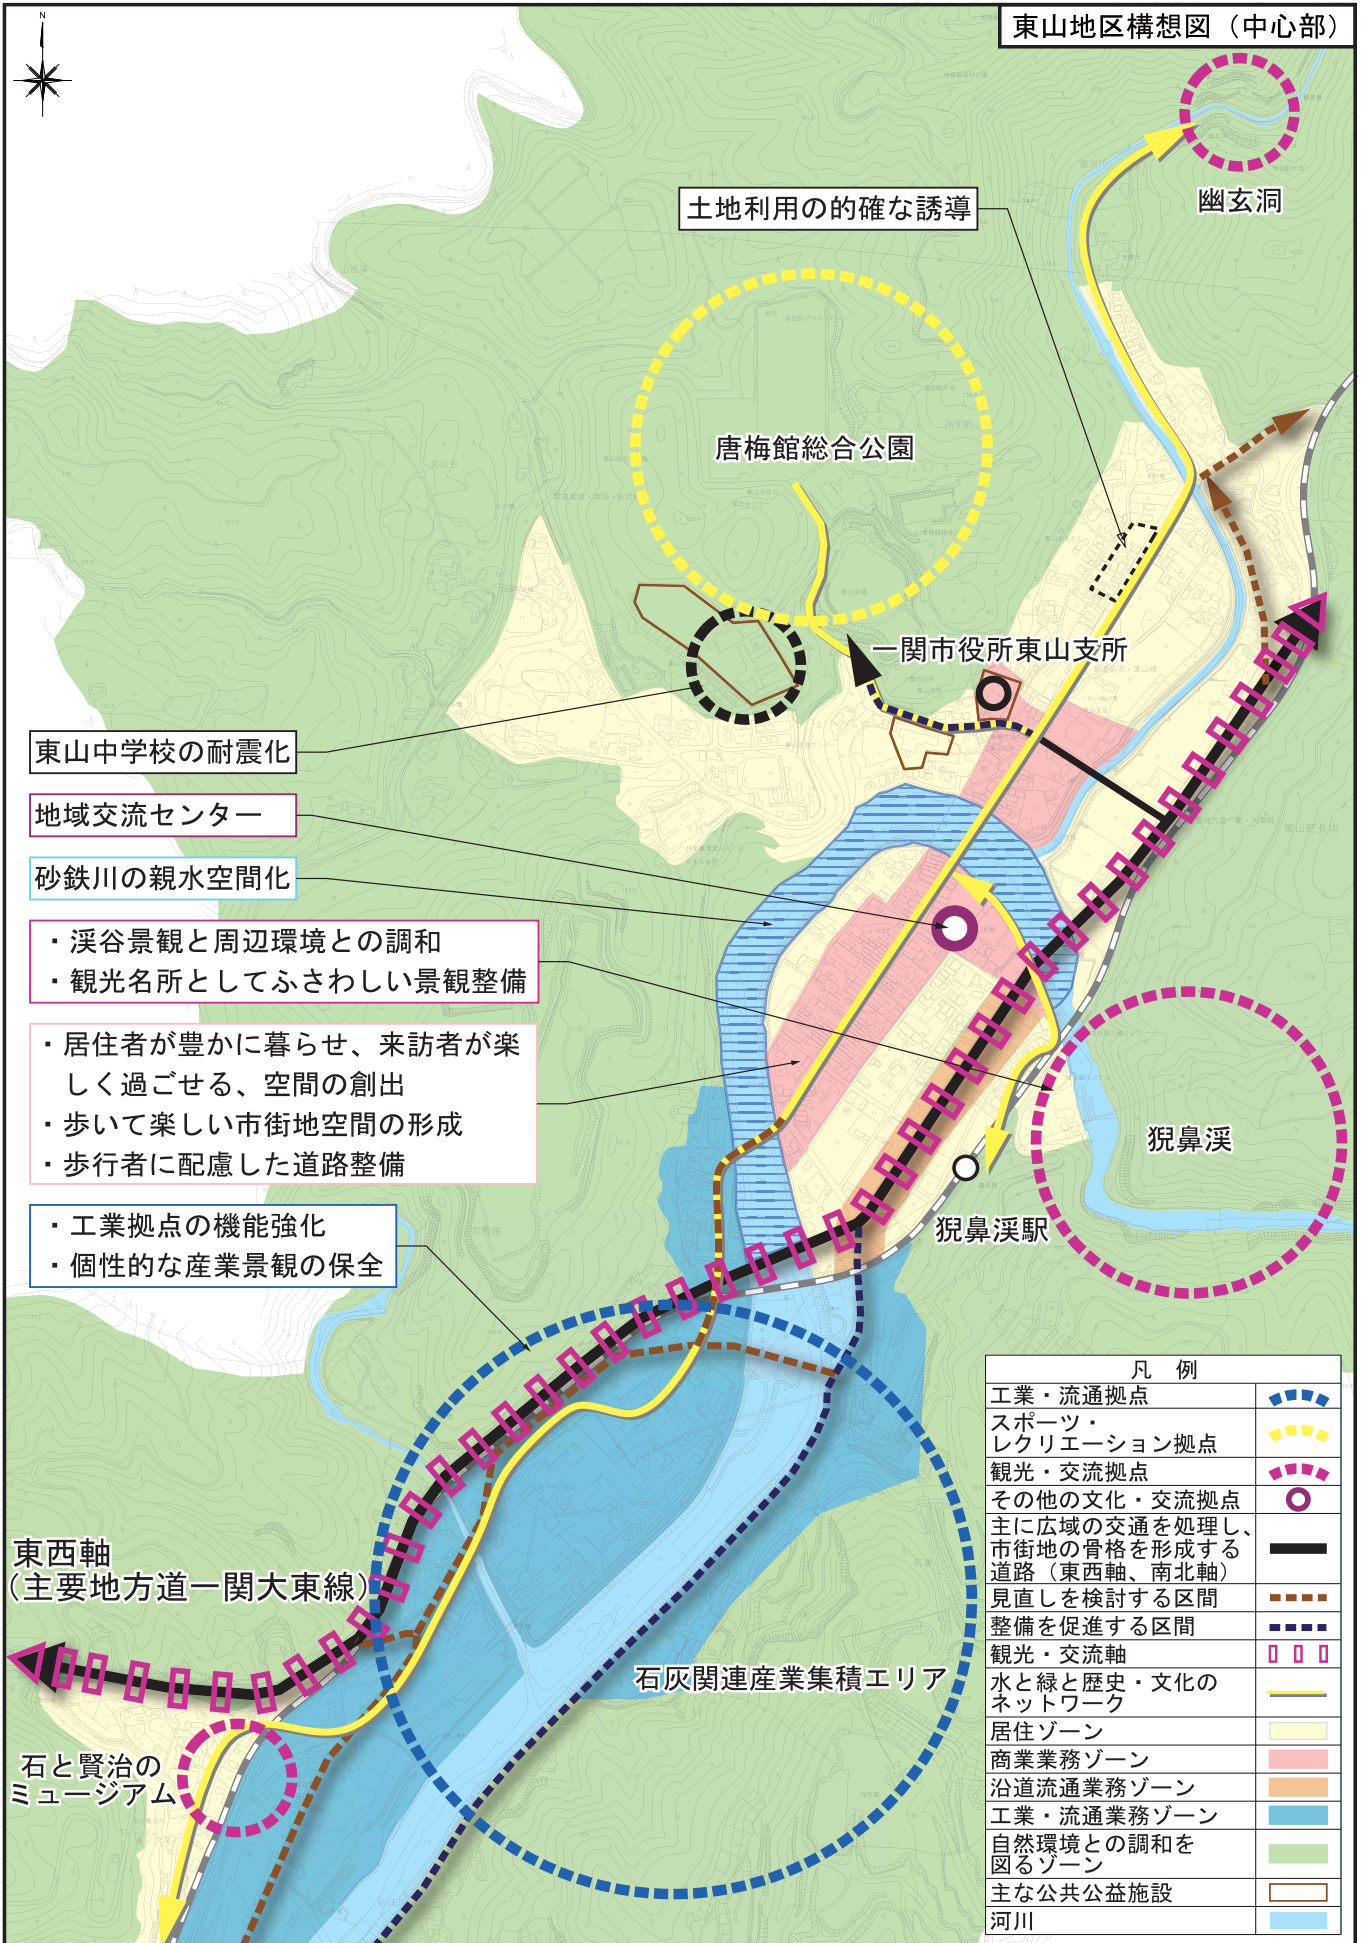 東山地区構想図（中心部）
N
幽玄洞
土地利用の的確な誘導
唐梅館総合公園
一関市役所東山支所
東山中学校の耐震化
地域交流センター
砂鉄川の親水空間化
・渓谷景観と周辺環境との調和
・観光名所としてふさわしい景観整備
・居住者が豊かに暮らせ、来訪者が楽
しく過ごせる、空間の創出
・歩いて楽しい市街地空間の形成
・歩行者に配慮した道路整備
・工業拠点の機能強化
・個性的な産業景観の保全
猊鼻渓
猊鼻渓駅
東西軸
（主要地方道一関大東線）
石灰関連産業集積エリア
石と賢治の
ミュージアム
凡　例
工業・流通拠点
スポーツ・
レクリエーション拠点
観光・交流拠点
その他の文化・交流拠点
主に広域の交通を処理し、
市街地の骨格を形成する
道路（東西軸、南北軸）
見直しを検討する区間
整備を促進する区間
観光・交流軸
水と緑と歴史・文化の
ネットワーク
居住ゾーン
商業業務ゾーン
沿道流通業務ゾーン
工業・流通業務ゾーン
自然環境との調和を
図るゾーン
主な公共公益施設
河川